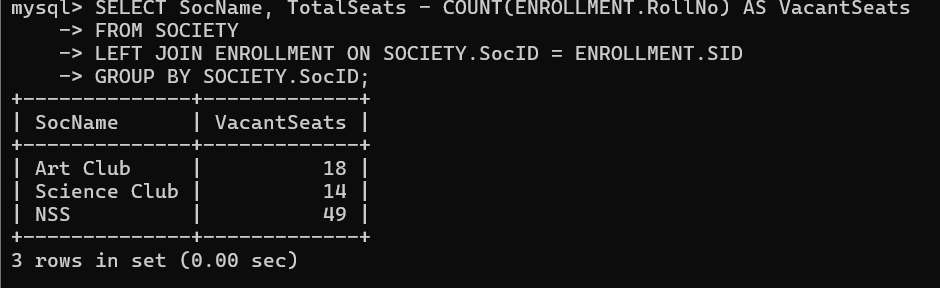 mysql> SELECT SocName, TotalSeats - COUNT(ENROLLMENT.RollNo) AS VacantSeats
    -> FROM SOCIETY
    -> LEFT JOIN ENROLLMENT ON SOCIETY.SocID = ENROLLMENT.SID
    -> GROUP BY SOCIETY.SocID;
+--------------+-------------+
| SocName      | VacantSeats |
+--------------+-------------+
| Art Club     |          18 |
| Science Club |          14 |
| NSS          |          49 |
+--------------+-------------+
3 rows in set (0.00 sec)